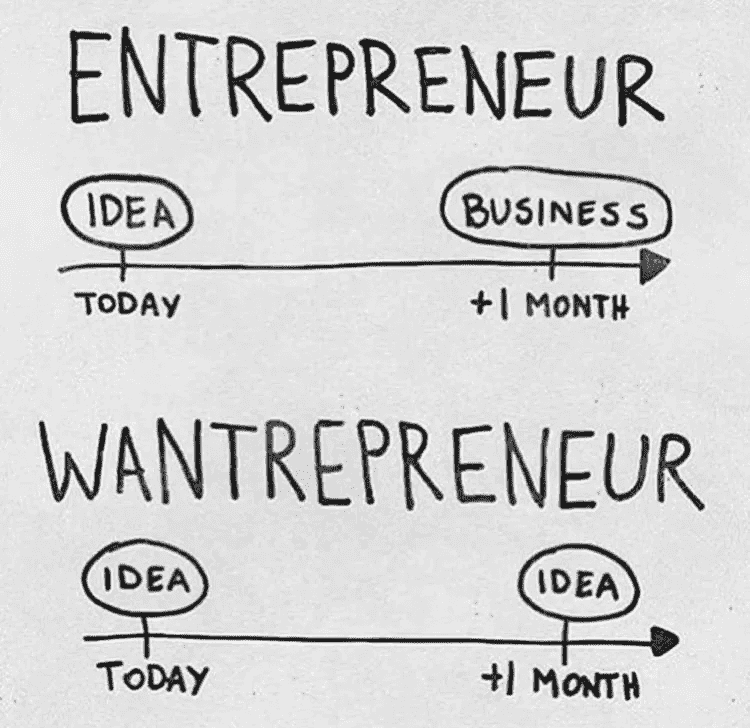 ENTREPRENEUR
IDEA BUSINESS
TODAY +1 MONTH
WANTREPRENEUR
IDEA IDEA
TODAY +1 MONTH